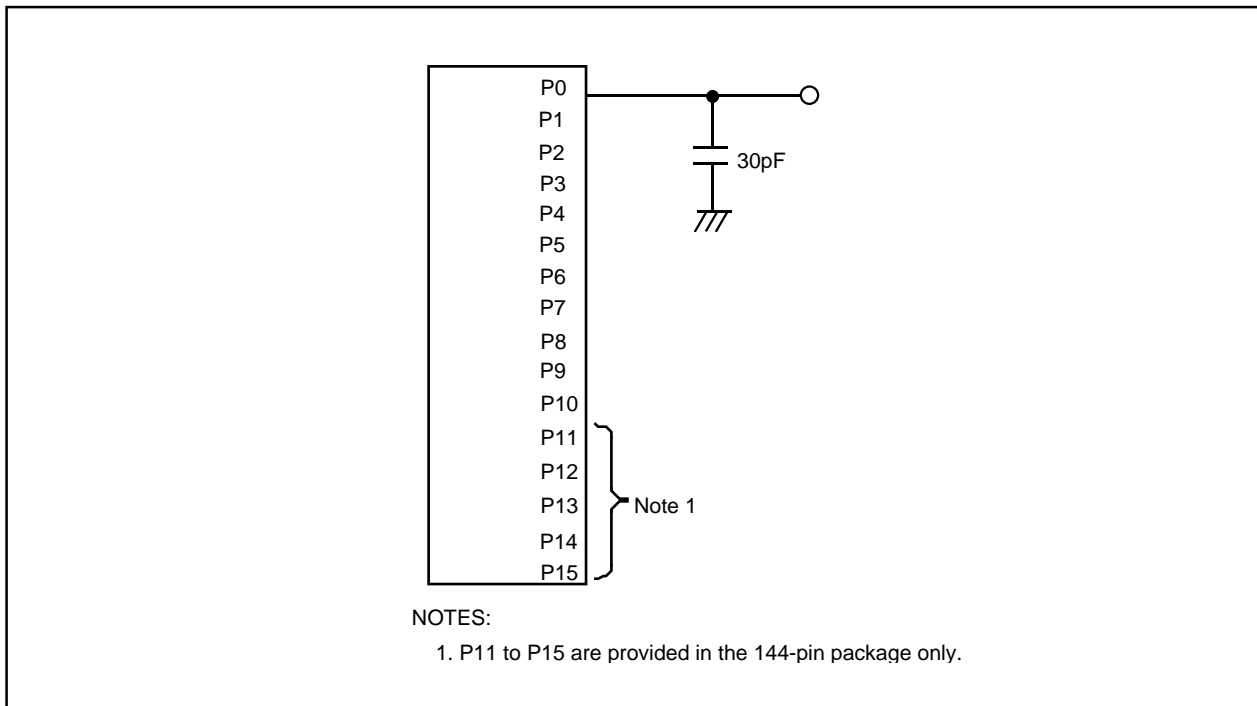 P0
P1
P2
30pF
P3
P4
P5
P6
P7
P8
P9
P10
P11
P12
P13
Note 1
P14
P15
NOTES:
1. P11 to P15 are provided in the 144-pin package only.